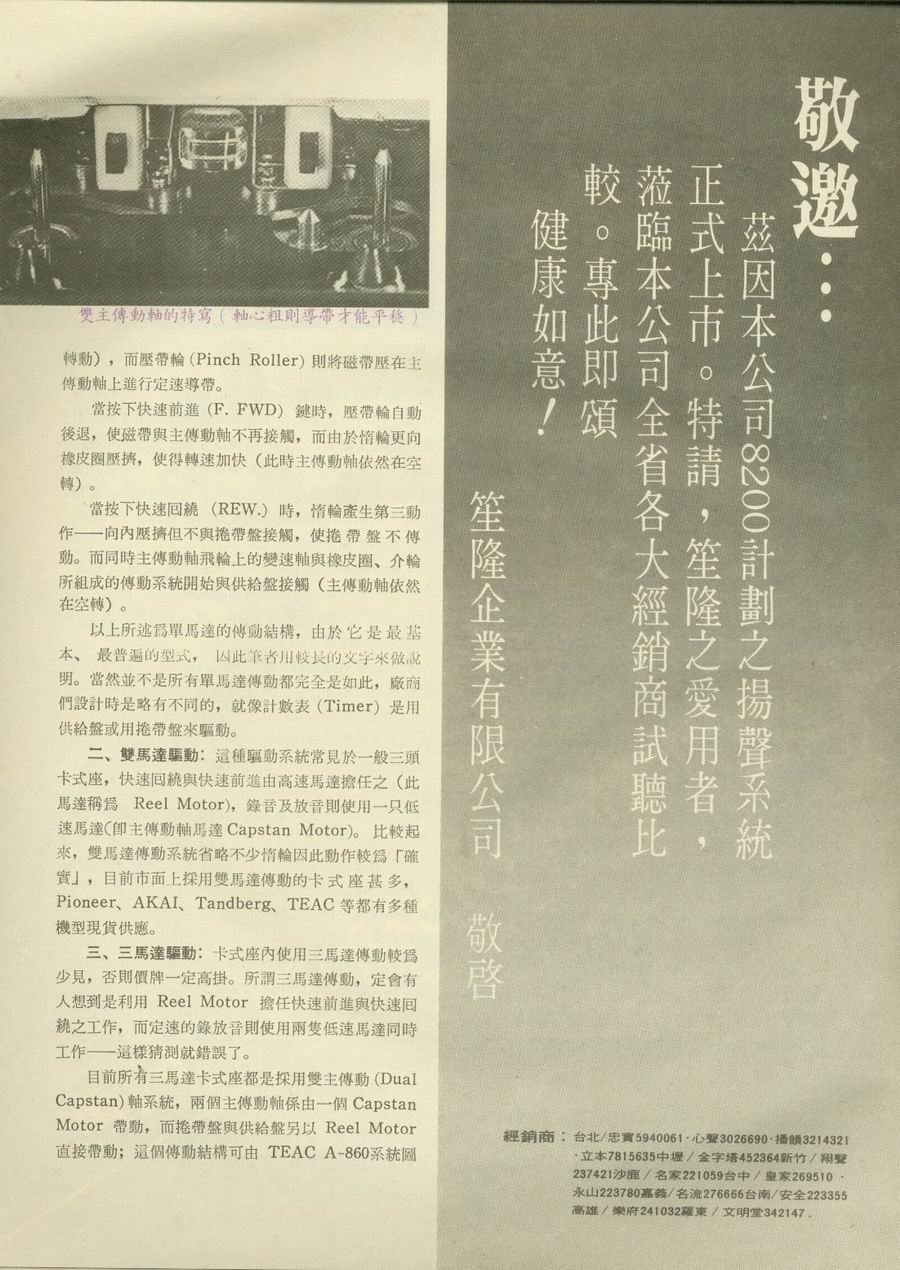 雙主傳動軸的特寫（軸心粗則導帶才能平穩）
轉動），而壓帶輪(Pinch Roller)則將磁帶壓在主
傳動軸上進行定速導帶。
當按下快速前進 (F. FWD) 鍵時，壓帶輪自動
後退，使磁帶與主傳動軸不再接觸，而由於惰輪更向
橡皮圈壓擠，使得轉速加快（此時主傳動軸依然在空
轉）。
當按下快速囘繞 （REW.) 時，惰輪產生第三動
作——向內壓擠但不與捲帶盤接觸，使捲帶盤不傳
動。而同時主傳動軸飛輪上的變速軸與橡皮圈、介輪
所組成的傳動系統開始與供給盤接觸（主傳動軸依然
在空轉）。
以上所述爲單馬達的傳動結構，由於它是最基
本、最普遍的型式，因此筆者用較長的文字來做說
明。當然並不是所有單馬達傳動都完全是如此，廠商
們設計時是略有不同的，就像計數表 (Timer) 是用
供給盤或用捲帶盤來驅動。
二、雙馬達驅動：這種驅動系統常見於一般三頭
卡式座，快速囘繞與快速前進由高速馬達擔任之（此
馬達稱爲 Reel Motor)，錄音及放音則使用一只低
速馬達(卽主傳動軸馬達 Capstan Motor)。比較起
來，雙馬達傳動系統省略不少惰輪因此動作較爲「確
實」，目前市面上採用雙馬達傳動的卡式座甚多，
Pioneer、AKAI、Tandberg、TEAC 等都有多種
機型現貨供應。
三、三馬達驅動：卡式座內使用三馬達傳動較爲
少見，否則價牌一定高掛。所謂三馬達傳動，定會有
人想到是利用 Reel Motor 擔任快速前進與快速囘
繞之工作，而定速的錄放音則使用兩隻低速馬達同時
工作——這樣猜測就錯誤了。
目前所有三馬達卡式座都是採用雙主傳動 (Dual
Capstan) 軸系統，兩個主傳動軸係由一個 Capstan
Motor 帶動，而捲帶盤與供給盤另以 Reel Motor
直接帶動；這個傳動結構可由 TEAC A-860系統圖
敬邀…
茲因本公司8200計劃之揚聲系統
正式上市。特請，笙隆之愛用者，
蒞臨本公司全省各大經銷商試聽比
較。專此即頌
健康如意！
笙隆企業有限公司 敬啓
經銷商：台北/忠實5940061·心聲3026690·播韻3214321
·立本7815635中壢/金字塔452364新竹/翔聲
237421沙鹿/名家221059台中/皇家269510·
永山223780嘉義/名流276666台南/安全223355
高雄/樂府241032羅東/文明堂342147.